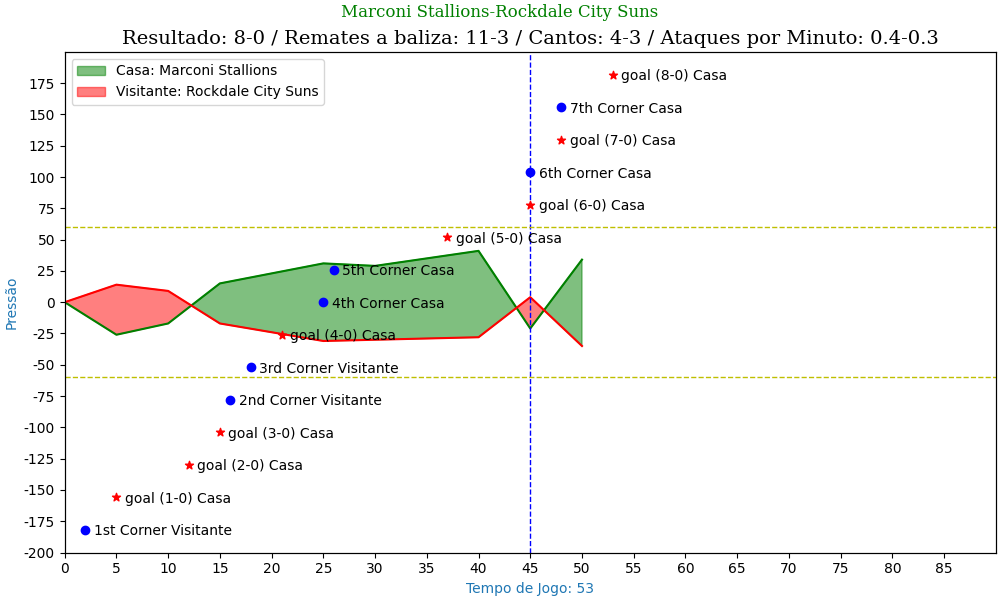 Marconi Stallions-Rockdale City Suns
Resultado: 8-0 / Remates a baliza: 11-3 / Cantos: 4-3 / Ataques por Minuto: 0.4-0.3
Casa: Marconi Stallions
Visitante: Rockdale City Suns
goal (8-0) Casa
7th Corner Casa
goal (7-0) Casa
6th Corner Casa
goal (6-0) Casa
goal (5-0) Casa
5th Corner Casa
4th Corner Casa
goal (4-0) Casa
3rd Corner Visitante
2nd Corner Visitante
goal (3-0) Casa
goal (2-0) Casa
goal (1-0) Casa
1st Corner Visitante
Pressão
175
150
125
100
75
50
25
0
-25
-50
-75
-100
-125
-150
-175
-200
0 5 10 15 20 25 30 35 40 45 50 55 60 65 70 75 80 85
Tempo de Jogo: 53